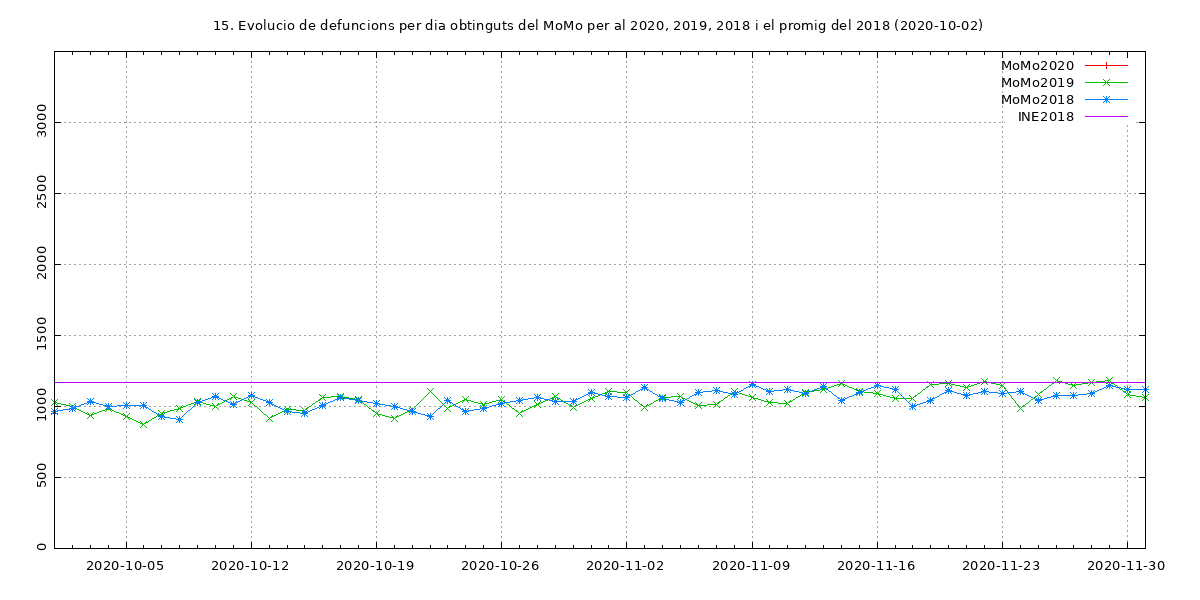 15. Evolucio de defuncions per dia obtinguts del MoMo per al 2020, 2019, 2018 i el promig del 2018 (2020-10-02)
MoMo2020
MoMo2019
MoMo2018
INE2018
3000
2500
2000
1500
1000
500
0
2020-10-05 2020-10-12 2020-10-19 2020-10-26 2020-11-02 2020-11-09 2020-11-16 2020-11-23 2020-11-30